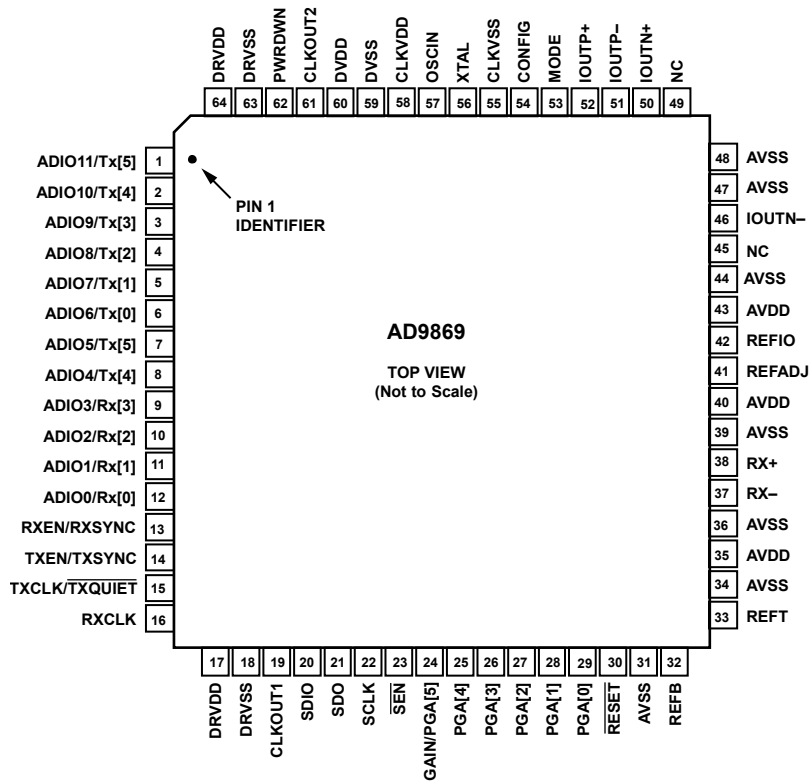 DRVDD
DRVSS
PWRDWN
CLKOUT2
DVDD
DVSS
CLKVDD
OSCIN
XTAL
CLKVSS
CONFIG
MODE
IOUTP+
IOUTP–
IOUTN+
NC
64 63 62 61 60 59 58 57 56 55 54 53 52 51 50 49
ADIO11/Tx[5] 1
ADIO10/Tx[4] 2
ADIO9/Tx[3] 3
ADIO8/Tx[2] 4
ADIO7/Tx[1] 5
ADIO6/Tx[0] 6
ADIO5/Tx[5] 7
ADIO4/Tx[4] 8
ADIO3/Rx[3] 9
ADIO2/Rx[2] 10
ADIO1/Rx[1] 11
ADIO0/Rx[0] 12
RXEN/RXSYNC 13
TXEN/TXSYNC 14
TXCLK/TXQUIET 15
RXCLK 16
PIN 1
IDENTIFIER
AD9869
TOP VIEW
(Not to Scale)
48 AVSS
47 AVSS
46 IOUTN–
45 NC
44 AVSS
43 AVDD
42 REFIO
41 REFADJ
40 AVDD
39 AVSS
38 RX+
37 RX–
36 AVSS
35 AVDD
34 AVSS
33 REFT
17 18 19 20 21 22 23 24 25 26 27 28 29 30 31 32
DRVDD
DRVSS
CLKOUT1
SDIO
SDO
SCLK
SEN
GAIN/PGA[5]
PGA[4]
PGA[3]
PGA[2]
PGA[1]
PGA[0]
RESET
AVSS
REFB